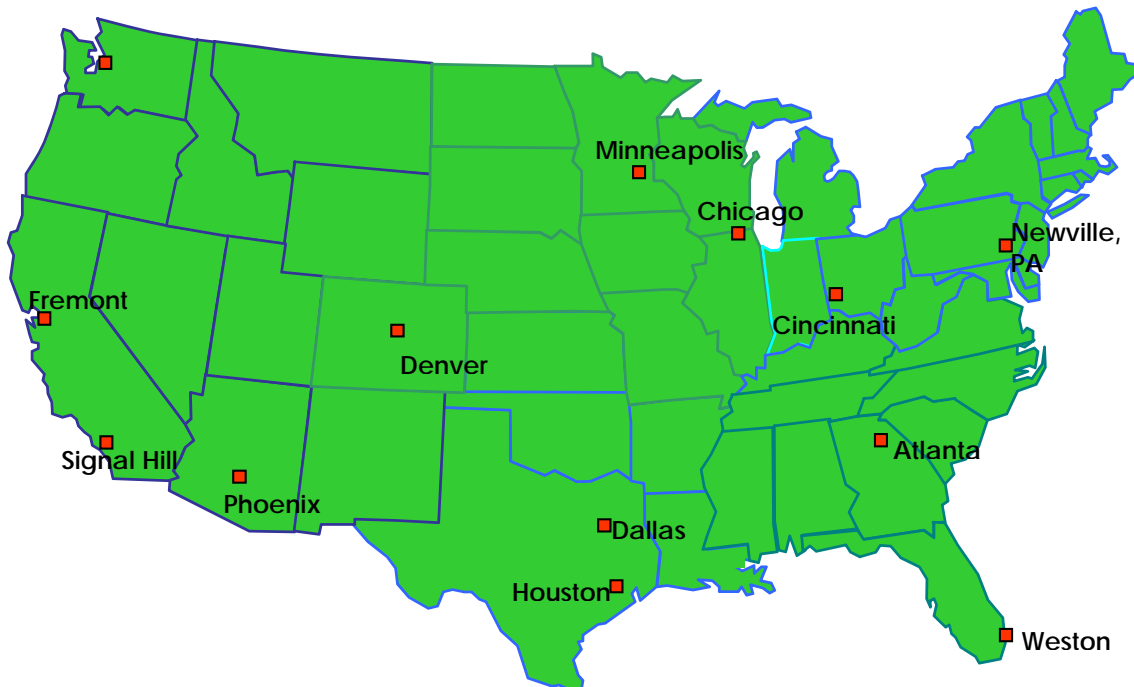 Minneapolis
Chicago
Newville,
PA
Fremont
Cincinnati
Denver
Signal Hill
Atlanta
Phoenix
Dallas
Houston
Weston